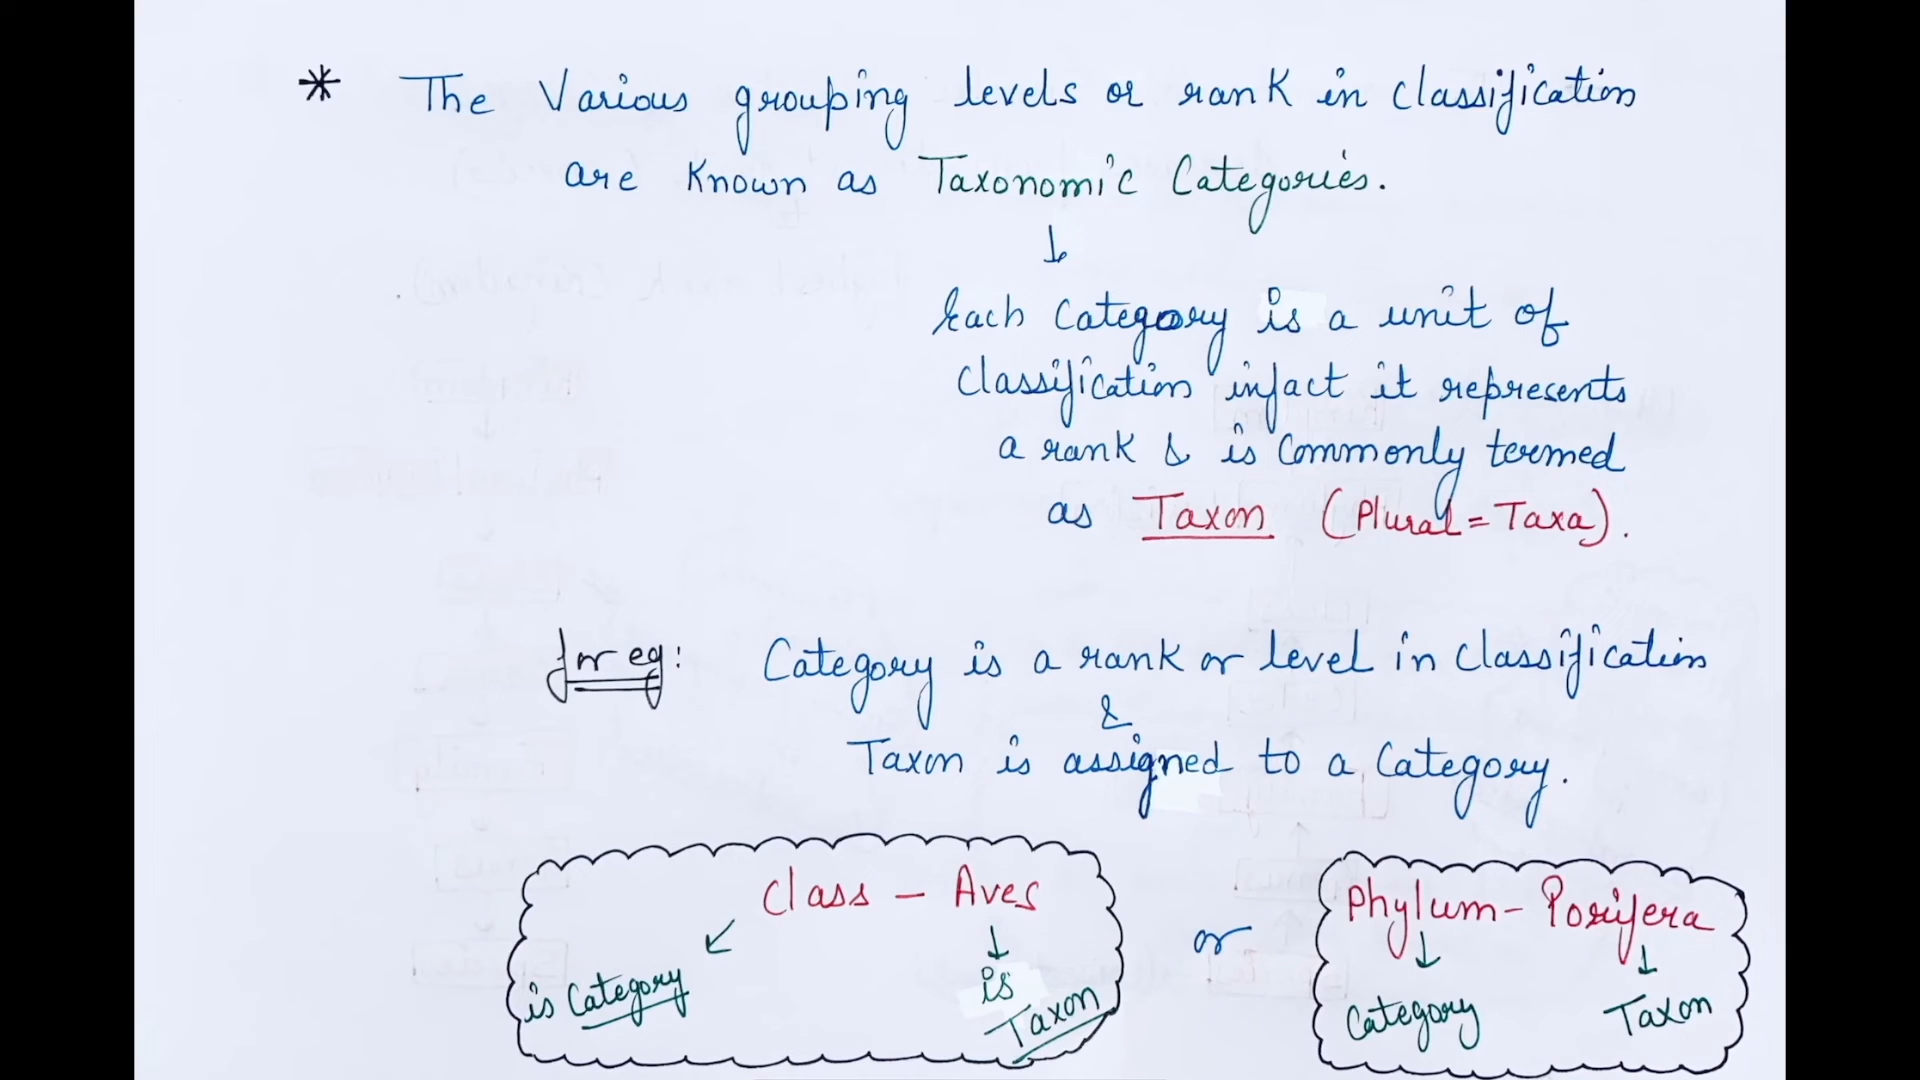 * The Various grouping levels or rank in classification
are known as Taxonomic Categories.
Each category is a unit of
classification infact it represents
a rank & is commonly termed
as Taxon (Plural = Taxa).
for eg: Category is a rank or level in classification
&
Taxon is assigned to a category.
Class - Aves
is Category
is
Taxon
or
Phylum - Porifera
Category Taxon